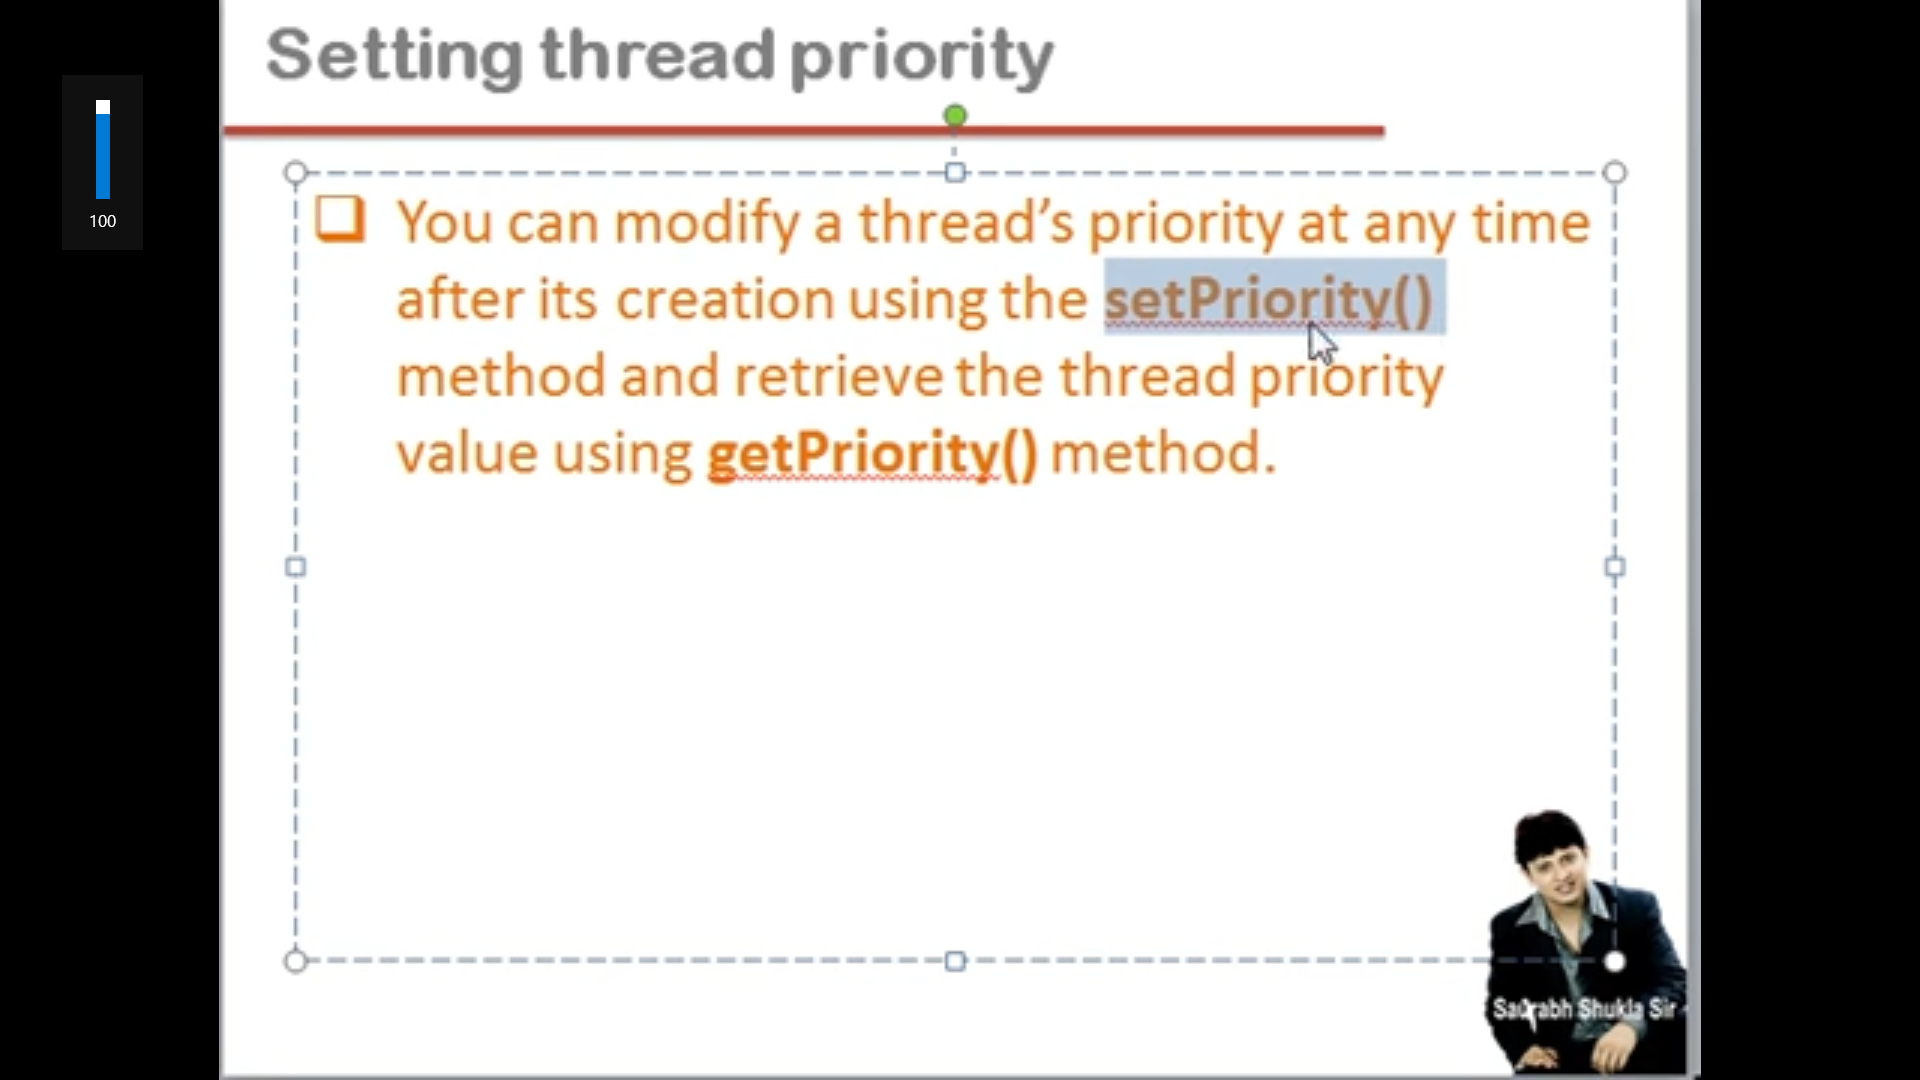 Setting thread priority
100
❑ You can modify a thread’s priority at any time
after its creation using the setPriority()
method and retrieve the thread priority
value using getPriority() method.
Saurabh Shukla Sir